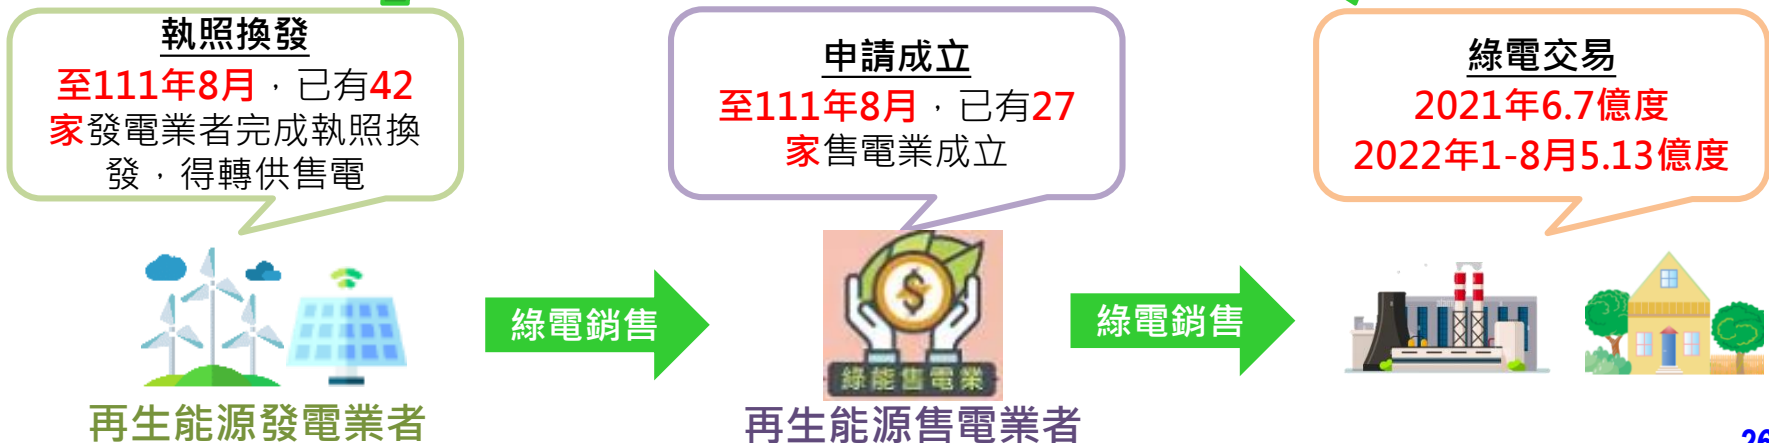 執照換發
至111年8月，已有42
家發電業者完成執照換
發，得轉供售電
申請成立
至111年8月，已有27
家售電業成立
綠電交易
2021年6.7億度
2022年1-8月5.13億度
綠電銷售
綠電銷售
綠能售電業
再生能源發電業者
再生能源售電業者
26